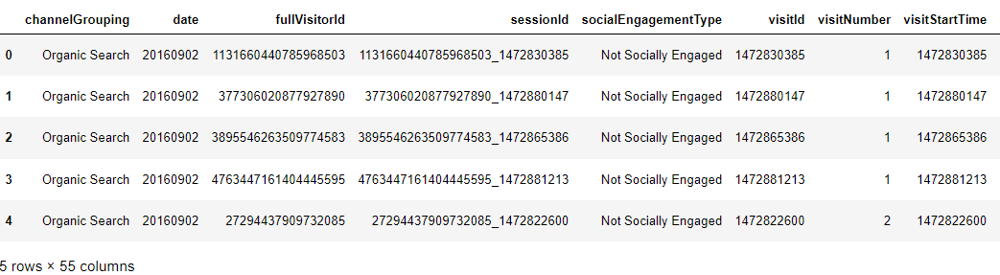 channelGrouping date fullVisitorId sessionId socialEngagementType visitId visitNumber visitStartTime
0 Organic Search 20160902 1131660440785968503 1131660440785968503_1472830385 Not Socially Engaged 1472830385 1 1472830385
1 Organic Search 20160902 377306020877927890 377306020877927890_1472880147 Not Socially Engaged 1472880147 1 1472880147
2 Organic Search 20160902 3895546263509774583 3895546263509774583_1472865386 Not Socially Engaged 1472865386 1 1472865386
3 Organic Search 20160902 4763447161404445595 4763447161404445595_1472881213 Not Socially Engaged 1472881213 1 1472881213
4 Organic Search 20160902 27294437909732085 27294437909732085_1472822600 Not Socially Engaged 1472822600 2 1472822600
5 rows × 55 columns